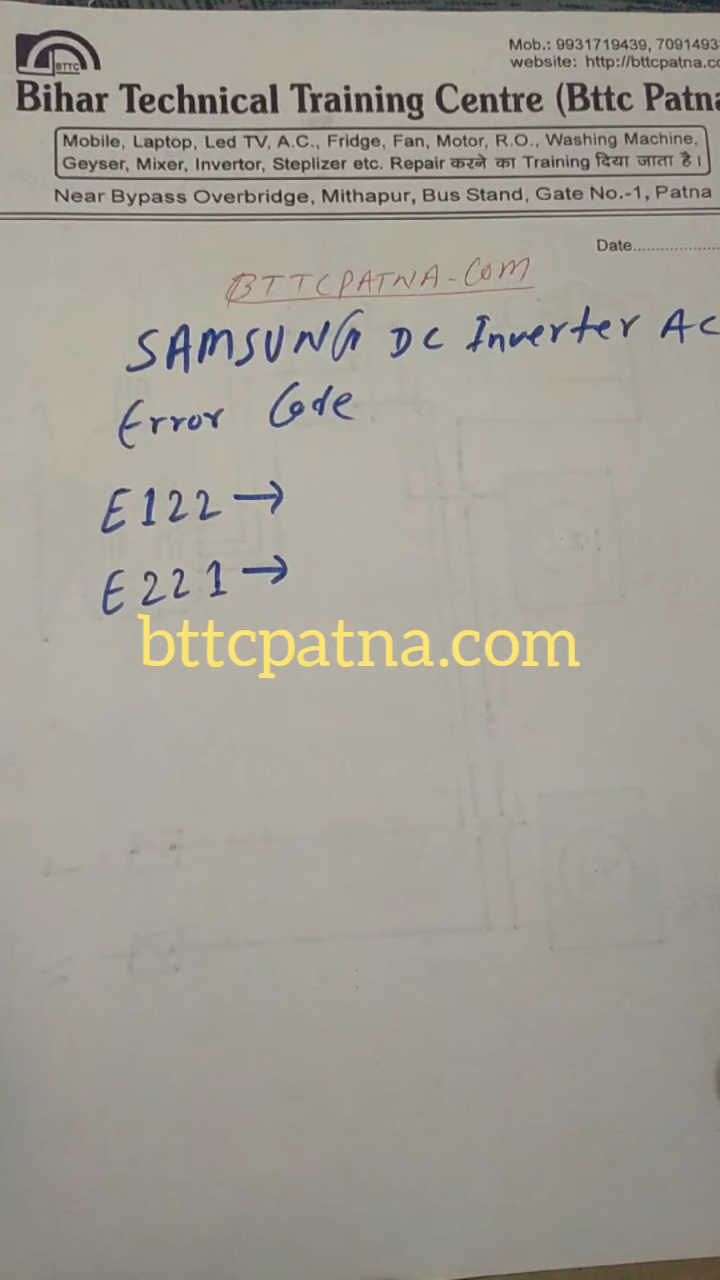 BTTC
Mob.: 9931719439, 7091493
website: http://bttcpatna.co
Bihar Technical Training Centre (Bttc Patna
Mobile, Laptop, Led TV, A.C., Fridge, Fan, Motor, R.O., Washing Machine,
Geyser, Mixer, Invertor, Steplizer etc. Repair करने का Training दिया जाता है।
Near Bypass Overbridge, Mithapur, Bus Stand, Gate No.-1, Patna
Date...................
BTTCPATNA-COM
SAMSUNG DC Inverter AC
Error Code
E122 →
E221 →
bttcpatna.com